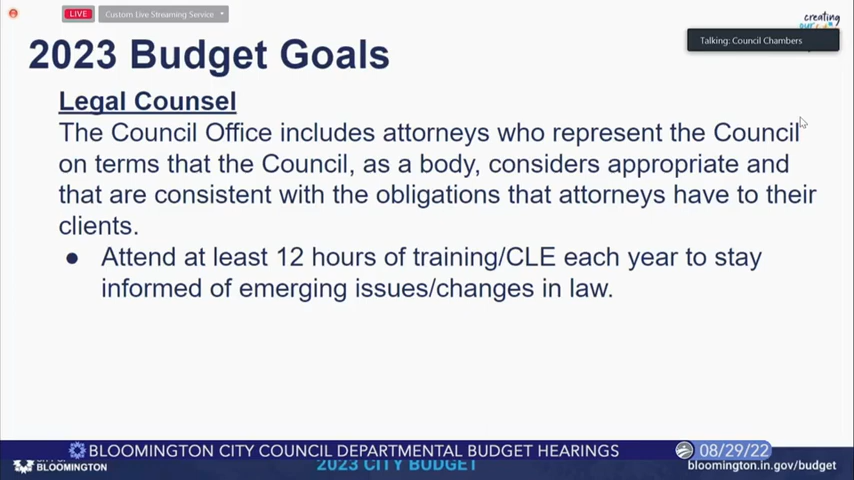 LIVE
Custom Live Streaming Service
creating
Talking: Council Chambers
2023 Budget Goals
Legal Counsel
The Council Office includes attorneys who represent the Council
on terms that the Council, as a body, considers appropriate and
that are consistent with the obligations that attorneys have to their
clients.
● Attend at least 12 hours of training/CLE each year to stay
informed of emerging issues/changes in law.
BLOOMINGTON CITY COUNCIL DEPARTMENTAL BUDGET HEARINGS
08/29/22
BLOOMINGTON
2023 CITY BUDGET
bloomington.in.gov/budget